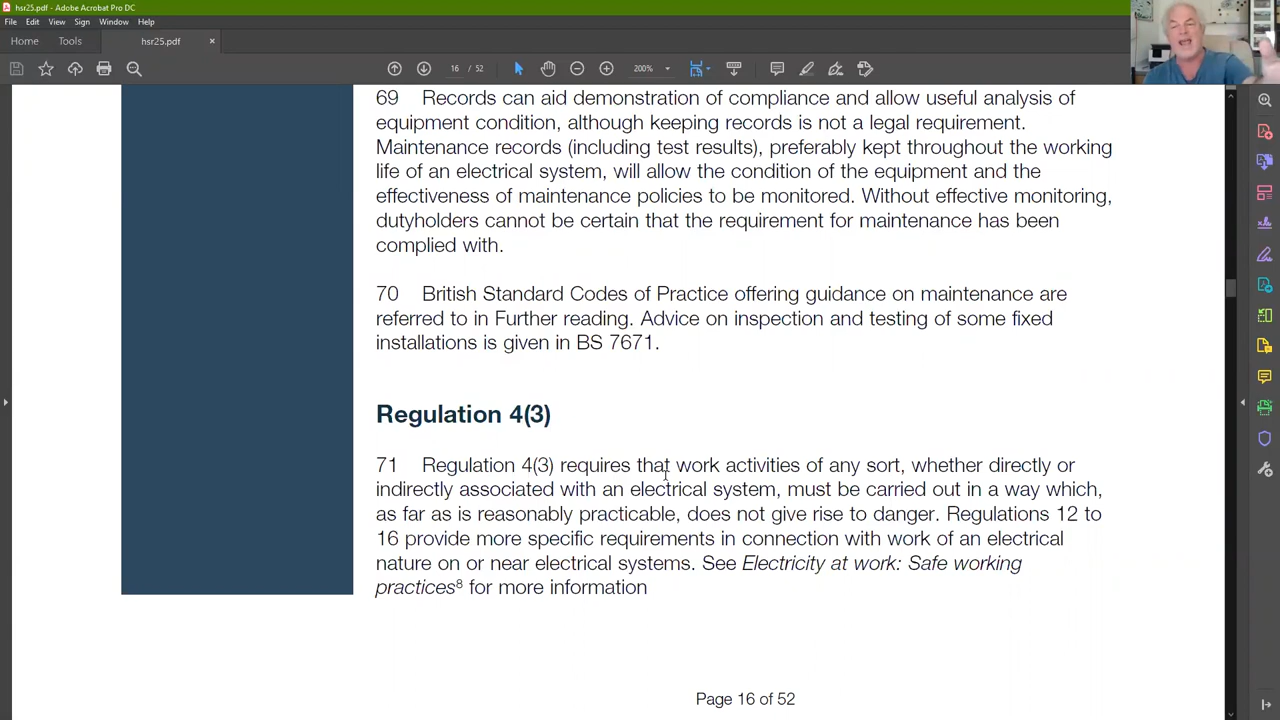 hsr25.pdf - Adobe Acrobat Pro DC
File Edit View Sign Window Help
Home Tools hsr25.pdf ×
16 / 52 200%
69 Records can aid demonstration of compliance and allow useful analysis of
equipment condition, although keeping records is not a legal requirement.
Maintenance records (including test results), preferably kept throughout the working
life of an electrical system, will allow the condition of the equipment and the
effectiveness of maintenance policies to be monitored. Without effective monitoring,
dutyholders cannot be certain that the requirement for maintenance has been
complied with.
70 British Standard Codes of Practice offering guidance on maintenance are
referred to in Further reading. Advice on inspection and testing of some fixed
installations is given in BS 7671.
Regulation 4(3)
71 Regulation 4(3) requires that work activities of any sort, whether directly or
indirectly associated with an electrical system, must be carried out in a way which,
as far as is reasonably practicable, does not give rise to danger. Regulations 12 to
16 provide more specific requirements in connection with work of an electrical
nature on or near electrical systems. See Electricity at work: Safe working
practices⁸ for more information
Page 16 of 52